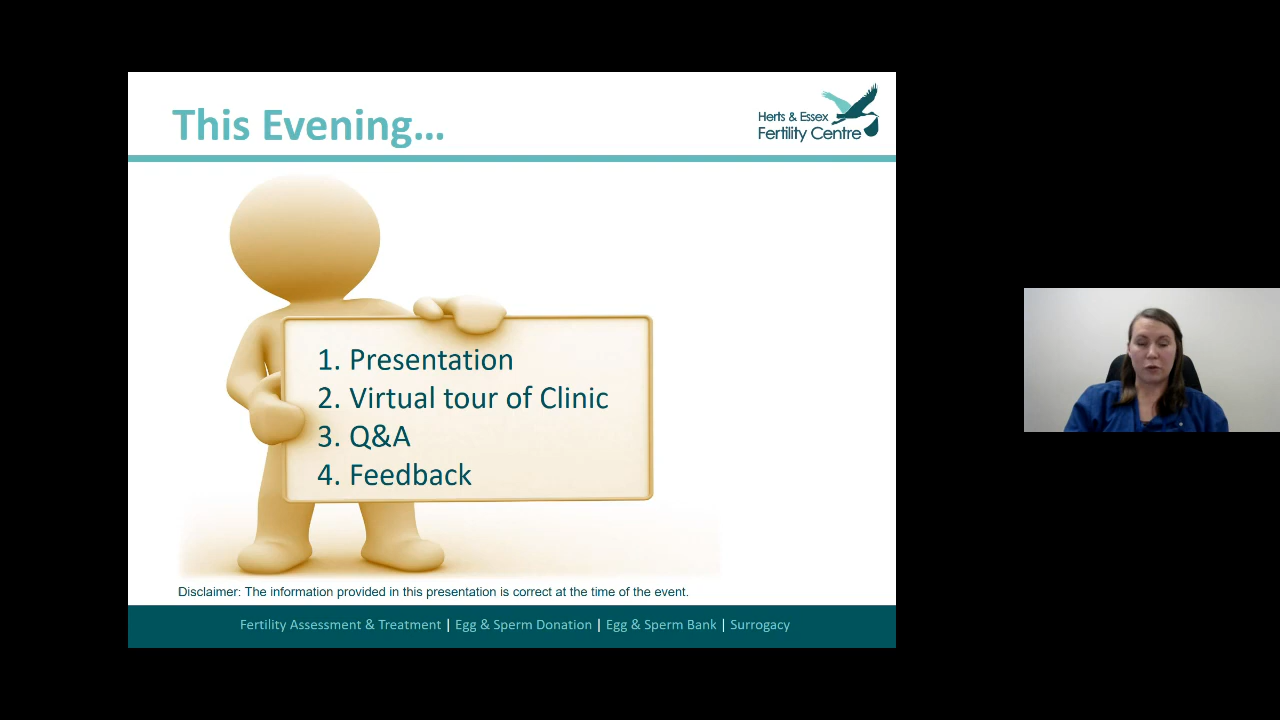 This Evening...
Herts & Essex
Fertility Centre
1. Presentation
2. Virtual tour of Clinic
3. Q&A
4. Feedback
Disclaimer: The information provided in this presentation is correct at the time of the event.
Fertility Assessment & Treatment | Egg & Sperm Donation | Egg & Sperm Bank | Surrogacy